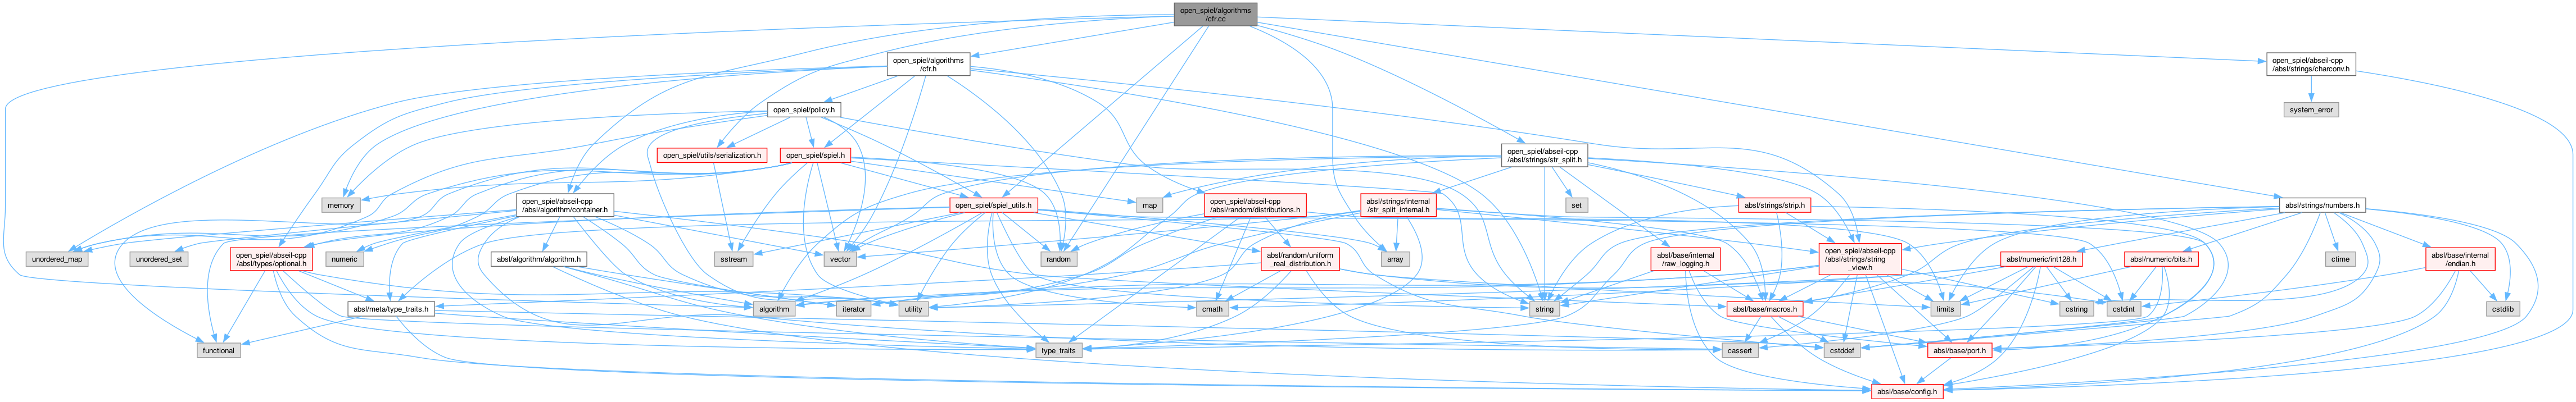 open_spiel/algorithms
/cfr.cc
open_spiel/algorithms
/cfr.h
open_spiel/abseil-cpp
/absl/strings/charconv.h
open_spiel/policy.h
system_error
open_spiel/utils/serialization.h
open_spiel/spiel.h
open_spiel/abseil-cpp
/absl/strings/str_split.h
memory
open_spiel/abseil-cpp
/absl/algorithm/container.h
open_spiel/spiel_utils.h
map
open_spiel/abseil-cpp
/absl/random/distributions.h
absl/strings/internal
/str_split_internal.h
set
absl/strings/strip.h
absl/strings/numbers.h
unordered_map
unordered_set
open_spiel/abseil-cpp
/absl/types/optional.h
numeric
absl/algorithm/algorithm.h
sstream
vector
random
absl/random/uniform
_real_distribution.h
array
absl/base/internal
/raw_logging.h
open_spiel/abseil-cpp
/absl/strings/string
_view.h
absl/numeric/int128.h
absl/numeric/bits.h
ctime
absl/base/internal
/endian.h
absl/meta/type_traits.h
algorithm
iterator
utility
cmath
string
absl/base/macros.h
limits
cstring
cstdint
cstdlib
functional
type_traits
cassert
cstddef
absl/base/port.h
absl/base/config.h